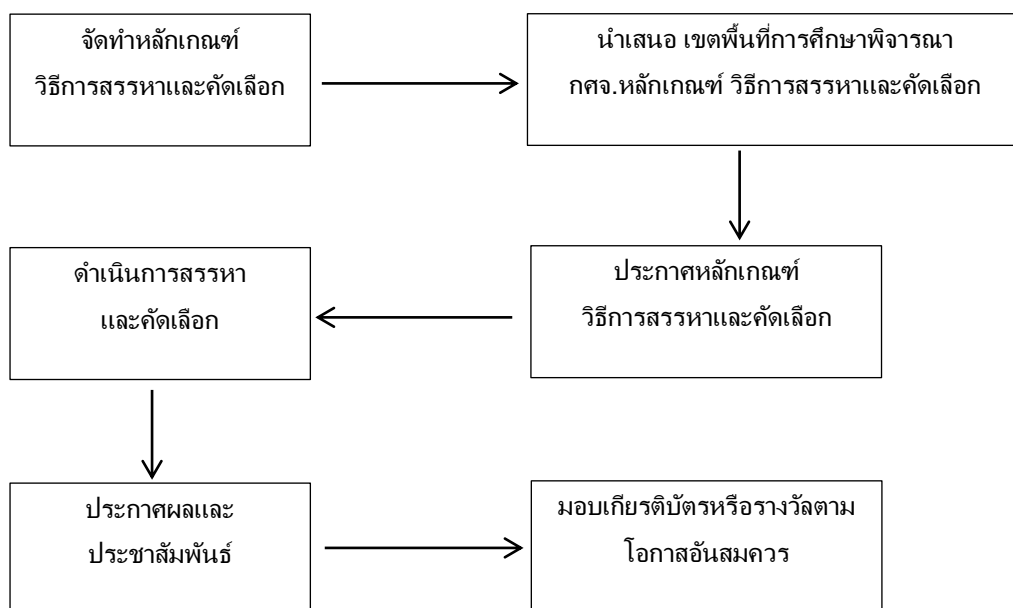 จัดทำหลักเกณฑ์
วิธีการสรรหาและคัดเลือก
นำเสนอ เขตพื้นที่การศึกษาพิจารณา
กศจ.หลักเกณฑ์ วิธีการสรรหาและคัดเลือก
ประกาศหลักเกณฑ์
วิธีการสรรหาและคัดเลือก
ดำเนินการสรรหา
และคัดเลือก
ประกาศผลและ
ประชาสัมพันธ์
มอบเกียรติบัตรหรือรางวัลตาม
โอกาสอันสมควร